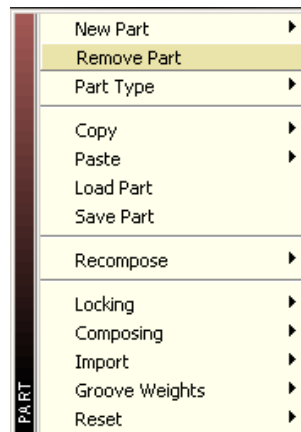 New Part
Remove Part
Part Type
Copy
Paste
Load Part
Save Part
Recompose
Locking
Composing
Import
Groove Weights
Reset
PART